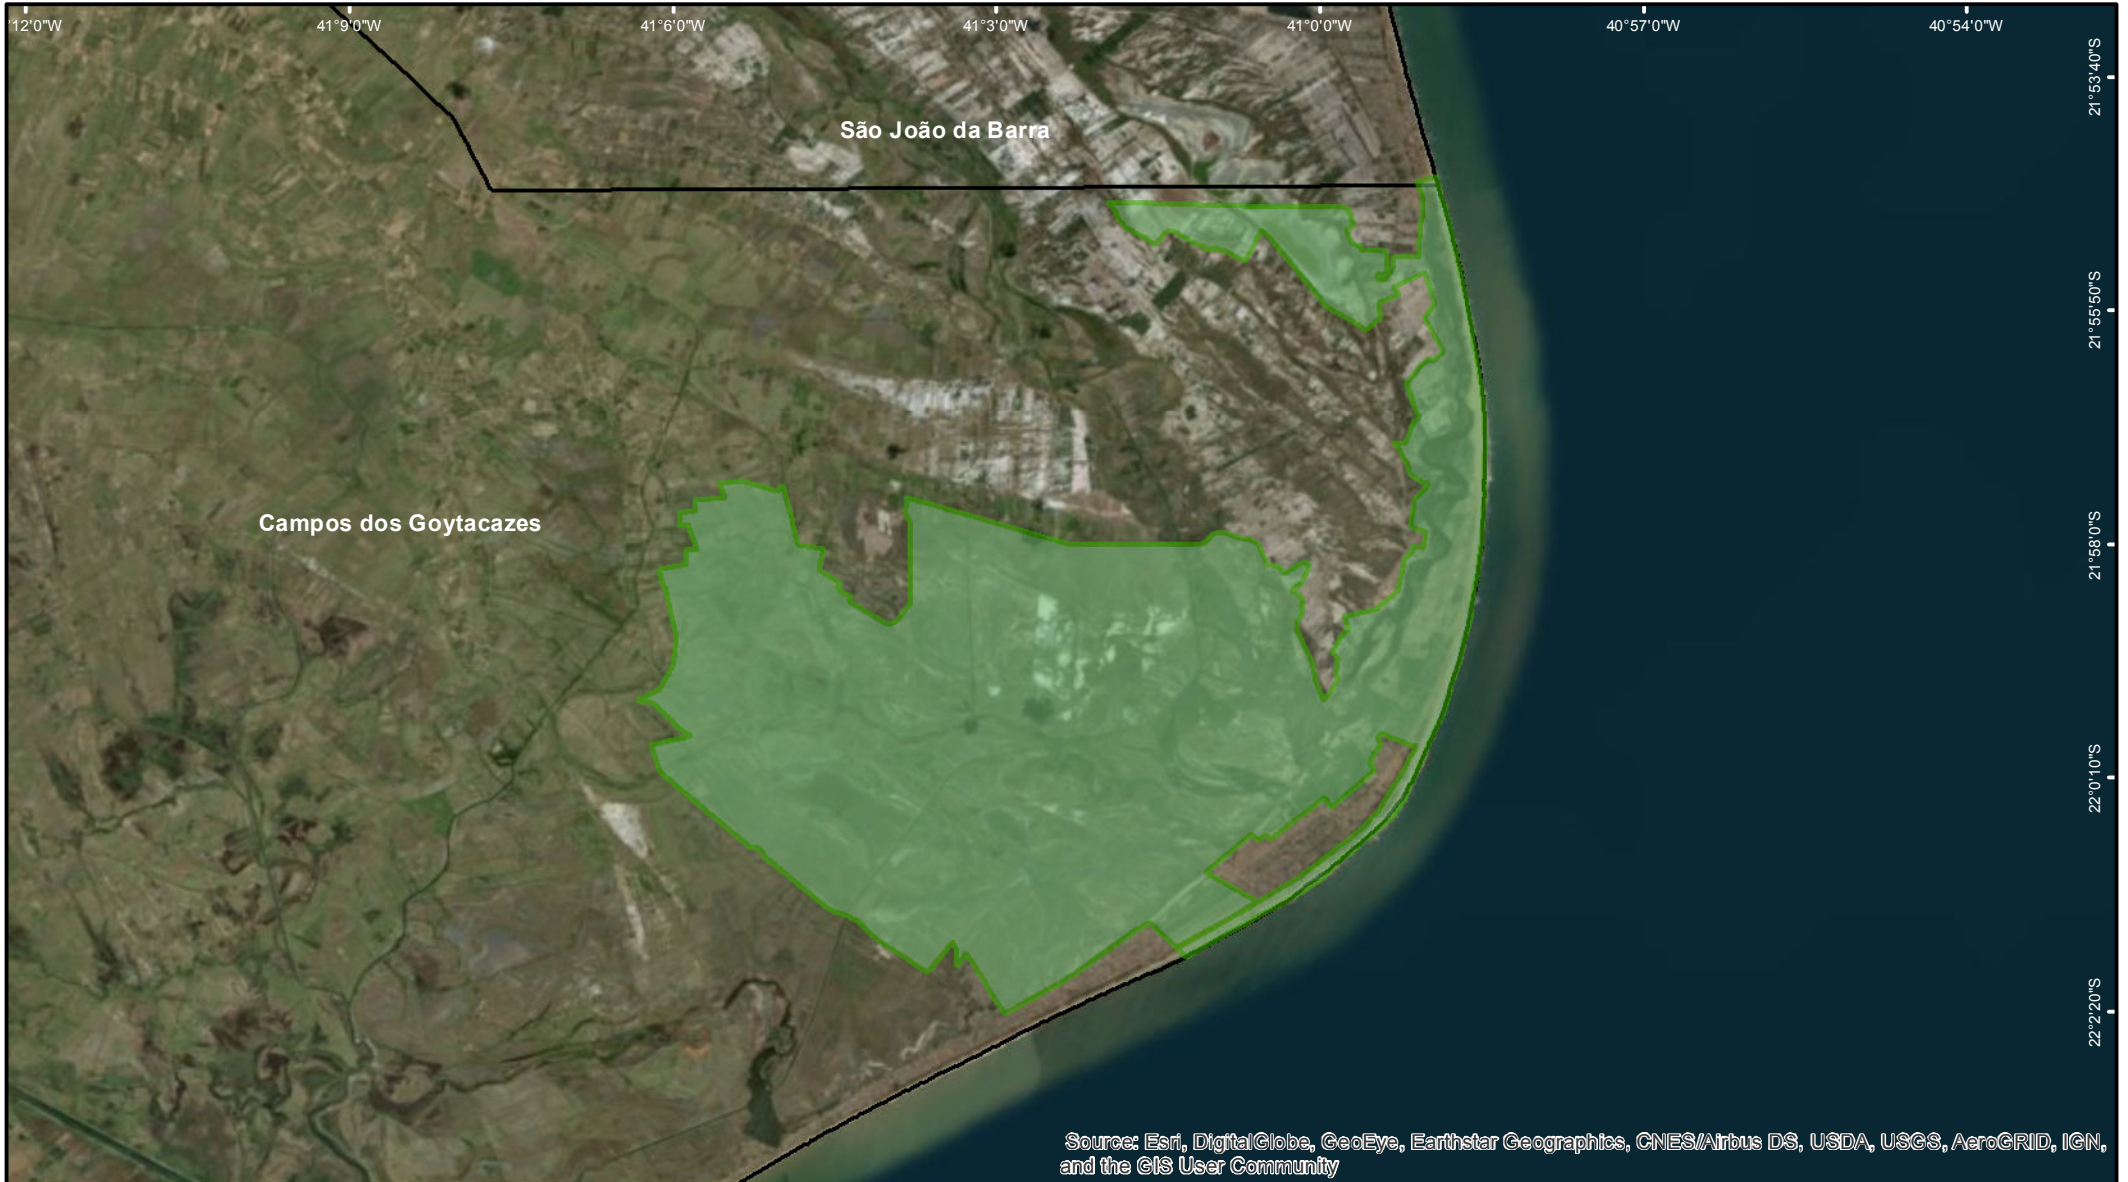 °12'0"W
41°9'0"W
41°6'0"W
41°3'0"W
41°0'0"W
40°57'0"W
40°54'0"W
21°53'40"S
São João da Barra
21°55'50"S
Campos dos Goytacazes
21°58'0"S
22°0'10"S
22°2'20"S
Source: Esri, DigitalGlobe, GeoEye, Earthstar Geographics, CNES/Airbus DS, USDA, USGS, AeroGRID, IGN,
and the GIS User Community